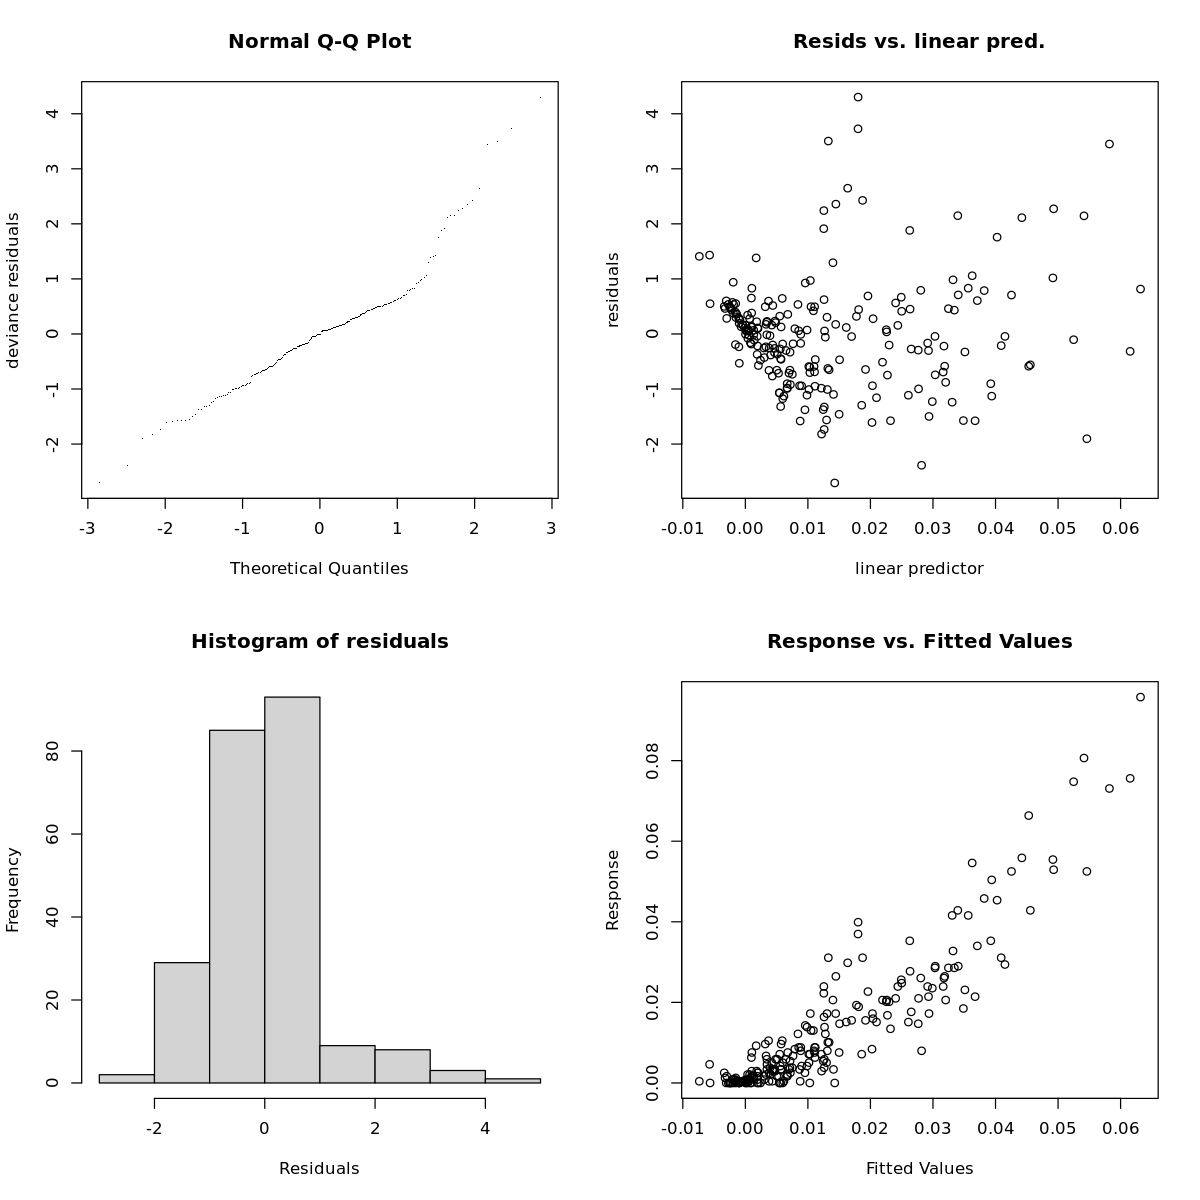 Normal Q-Q Plot
deviance residuals
-2 -1 0 1 2 3 4
-3 -2 -1 0 1 2 3
Theoretical Quantiles
Resids vs. linear pred.
residuals
-2 -1 0 1 2 3 4
-0.01 0.00 0.01 0.02 0.03 0.04 0.05 0.06
linear predictor
Histogram of residuals
Frequency
0 20 40 60 80
-2 0 2 4
Residuals
Response vs. Fitted Values
Response
0.00 0.02 0.04 0.06 0.08
-0.01 0.00 0.01 0.02 0.03 0.04 0.05 0.06
Fitted Values